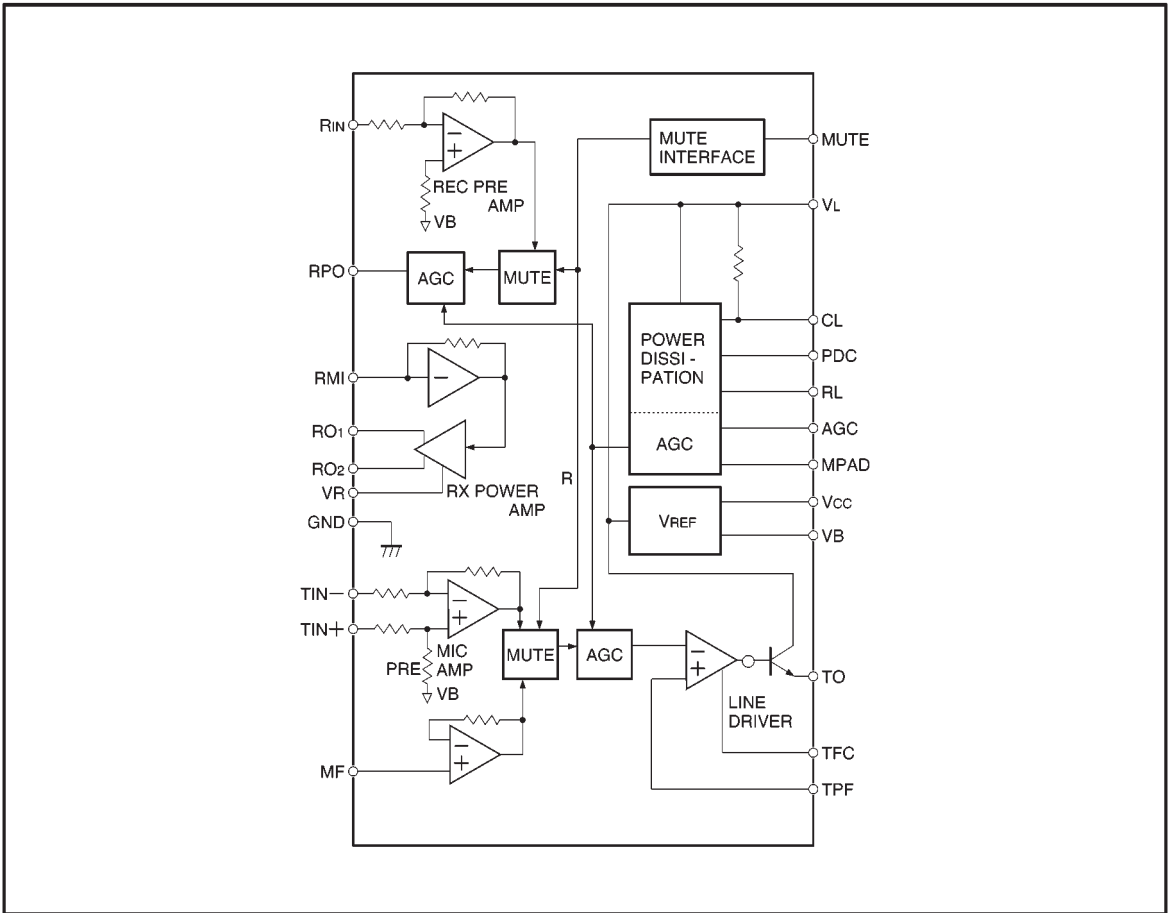 RIN
−
+
REC PRE
AMP
VB
MUTE
INTERFACE
MUTE
VL
RPO
AGC
MUTE
POWER
DISSI-
PATION
AGC
CL
PDC
RL
AGC
MPAD
RMI
−
RO1
RO2
VR
RX POWER
AMP
R
GND
VREF
VCC
VB
TIN−
TIN+
−
+
MIC
PRE AMP
VB
MUTE
AGC
−
+
LINE
DRIVER
TO
TFC
TPF
MF
−
+